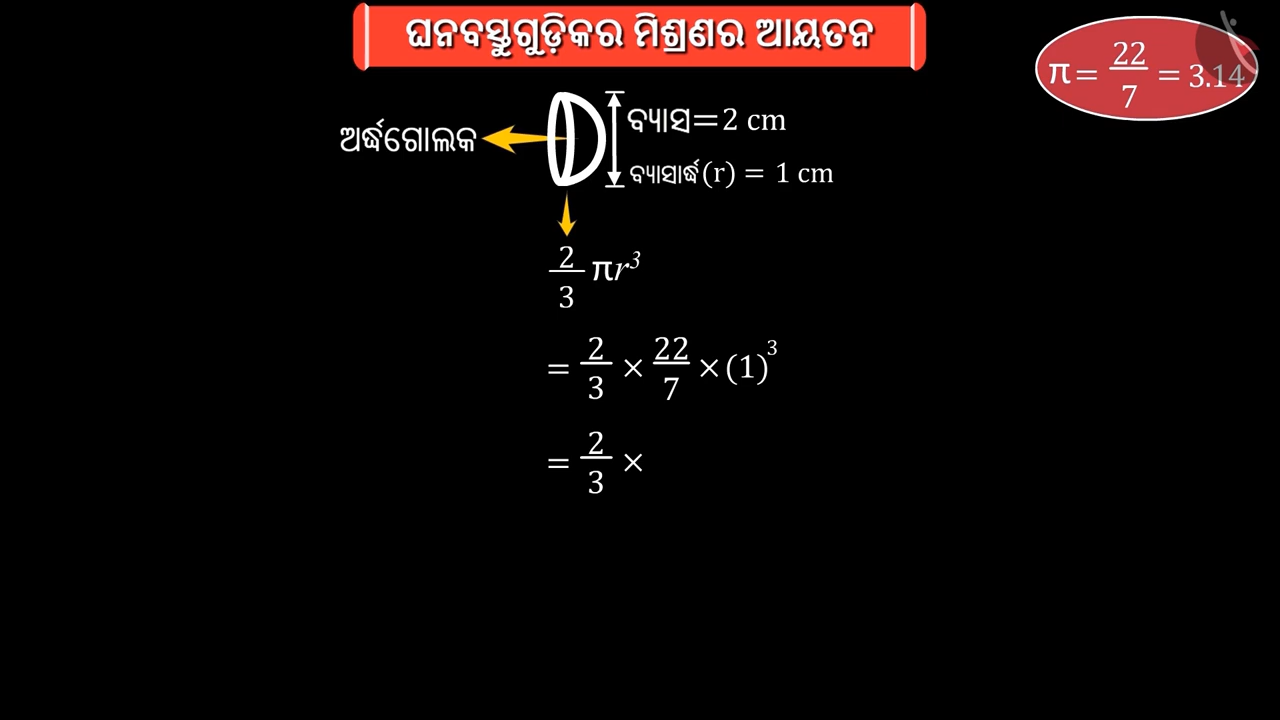 ଘନବସ୍ତୁଗୁଡ଼ିକର ମିଶ୍ରଣର ଆୟତନ
π = 22/7 = 3.14
ଅର୍ଦ୍ଧଗୋଲକ
ବ୍ୟାସ = 2 cm
ବ୍ୟାସାର୍ଦ୍ଧ (r) = 1 cm
2/3 πr³
= 2/3 × 22/7 × (1)³
= 2/3 ×